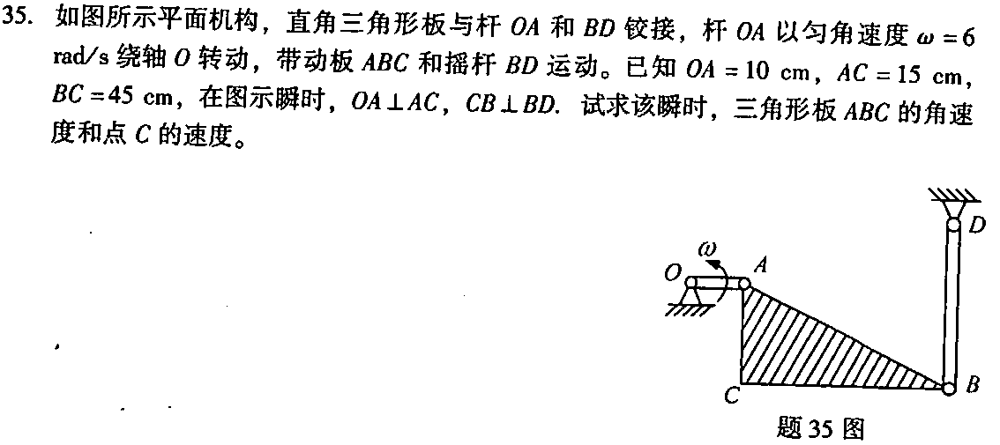 35. 如图所示平面机构，直角三角形板与杆 OA 和 BD 铰接，杆 OA 以匀角速度 ω = 6
rad/s 绕轴 O 转动，带动板 ABC 和摇杆 BD 运动。已知 OA = 10 cm，AC = 15 cm，
BC = 45 cm，在图示瞬时，OA⊥AC，CB⊥BD. 试求该瞬时，三角形板 ABC 的角速
度和点 C 的速度。
D
ω
O
A
C
B
题 35 图